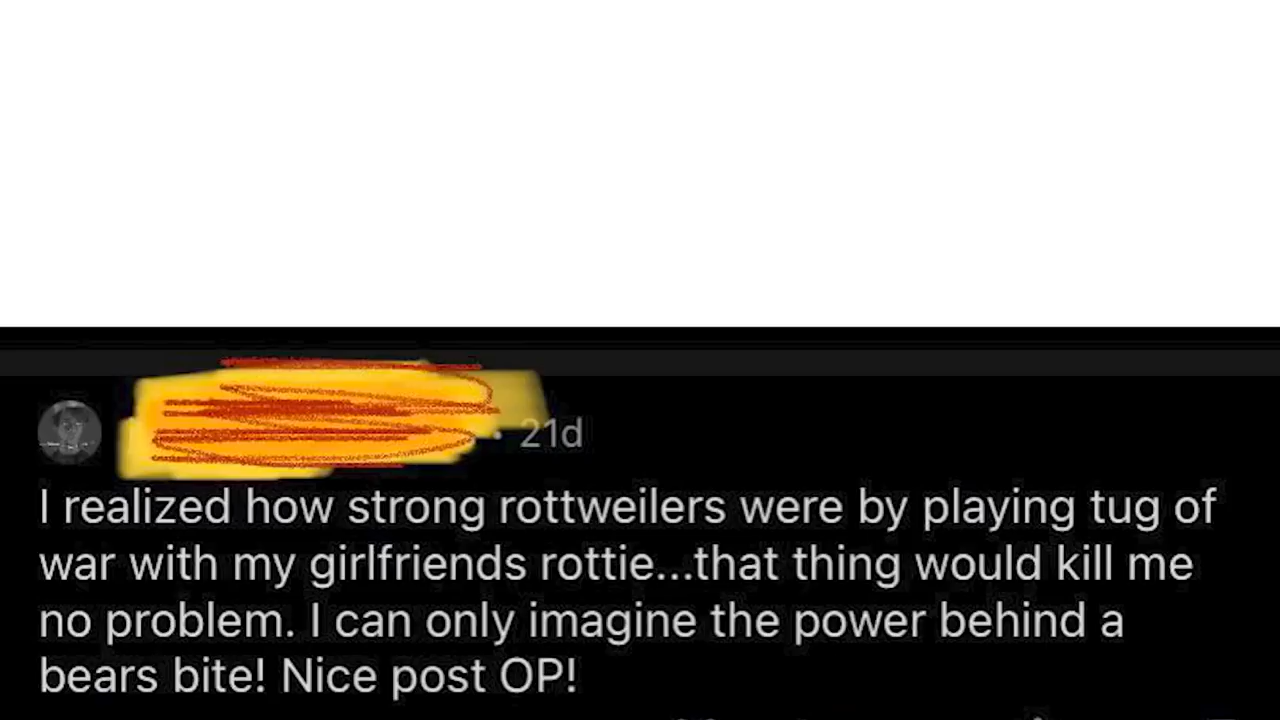 • 21d
I realized how strong rottweilers were by playing tug of
war with my girlfriends rottie...that thing would kill me
no problem. I can only imagine the power behind a
bears bite! Nice post OP!